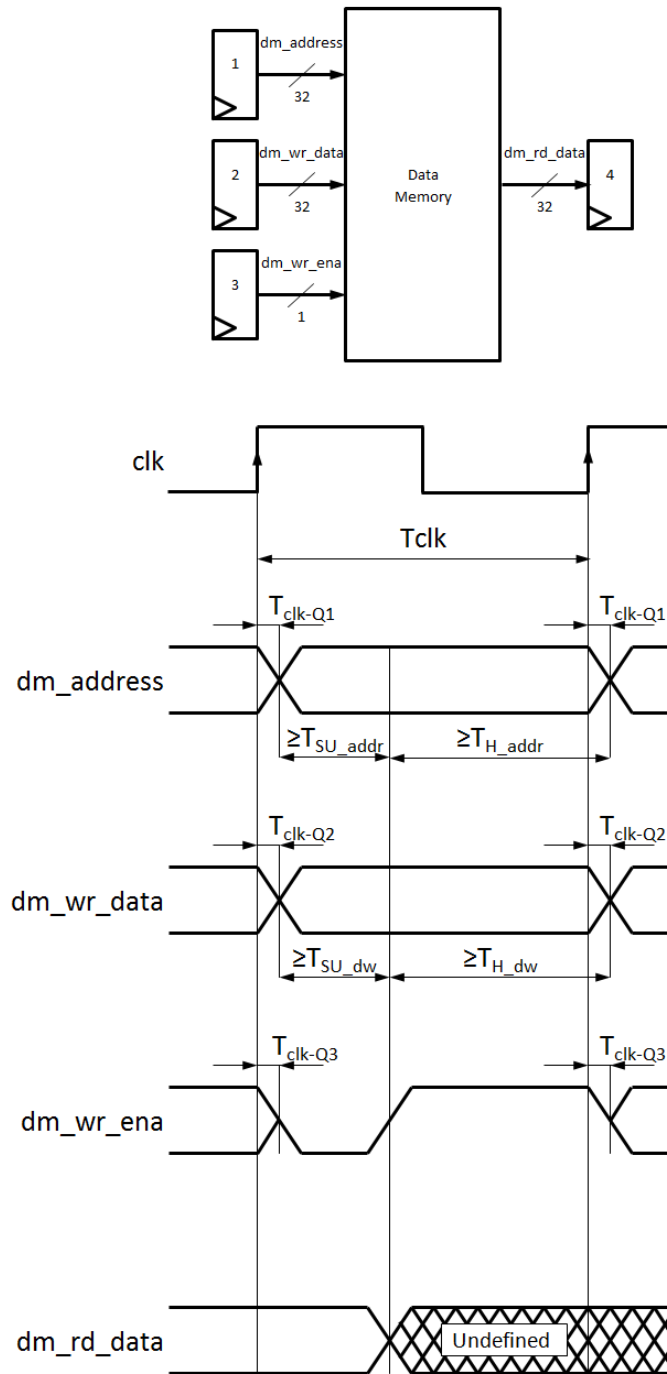 dm_address
1
32
dm_wr_data
2
32
dm_wr_ena
3
1
Data
Memory
dm_rd_data
4
32
clk
Tclk
Tclk-Q1
Tclk-Q1
dm_address
≥TSU_addr
≥TH_addr
Tclk-Q2
Tclk-Q2
dm_wr_data
≥TSU_dw
≥TH_dw
Tclk-Q3
Tclk-Q3
dm_wr_ena
dm_rd_data
Undefined